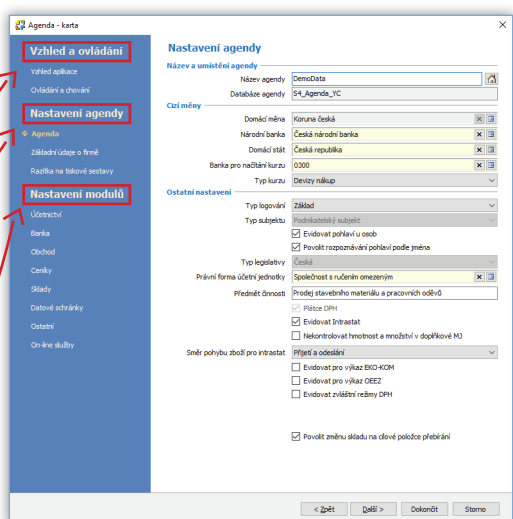 Agenda - karta
Vzhled a ovládání
Vzhled aplikace
Ovládání a chování
Nastavení agendy
Agenda
Základní údaje o firmě
Razítka na tiskové sestavy
Nastavení modulů
Účetnictví
Banka
Obchod
Ceníky
Sklady
Datové schránky
Ostatní
On-line služby
Nastavení agendy
Název a umístění agendy
Název agendy DemoData
Databáze agendy S4_Agenda_YC
Cizí měny
Domácí měna Koruna česká
Národní banka Česká národní banka
Domácí stát Česká republika
Banka pro načítání kurzu 0300
Typ kurzu Devizy nákup
Ostatní nastavení
Typ logování Základ
Typ subjektu Podnikatelský subjekt
Evidovat pohlaví u osob
Povolit rozpoznávání pohlaví podle jména
Typ legislativy Česká
Právní forma účetní jednotky Společnost s ručením omezeným
Předmět činnosti Prodej stavebního materiálu a pracovních oděvů
Plátce DPH
Evidovat Intrastat
Nekontrolovat hmotnost a množství v doplňkové MJ
Směr pohybu zboží pro intrastat Přijetí a odeslání
Evidovat pro výkaz EKO-KOM
Evidovat pro výkaz OEEZ
Evidovat zvláštní režimy DPH
Povolit změnu skladu na cílové položce přebírání
< Zpět Další > Dokončit Storno